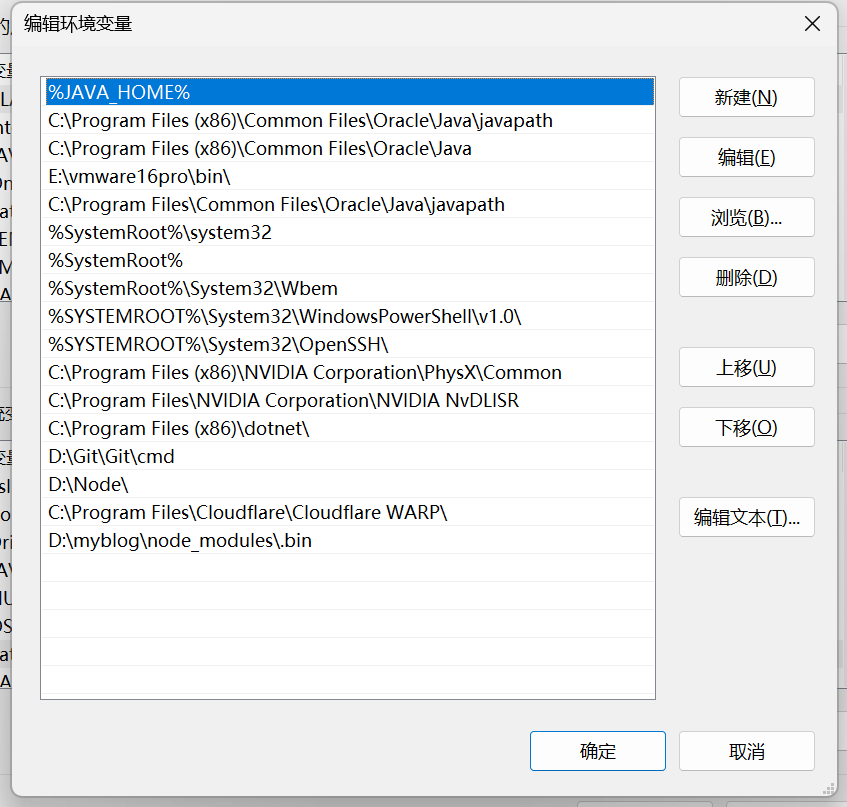 编辑环境变量
%JAVA_HOME%
C:\Program Files (x86)\Common Files\Oracle\Java\javapath
C:\Program Files (x86)\Common Files\Oracle\Java
E:\vmware16pro\bin\
C:\Program Files\Common Files\Oracle\Java\javapath
%SystemRoot%\system32
%SystemRoot%
%SystemRoot%\System32\Wbem
%SYSTEMROOT%\System32\WindowsPowerShell\v1.0\
%SYSTEMROOT%\System32\OpenSSH\
C:\Program Files (x86)\NVIDIA Corporation\PhysX\Common
C:\Program Files\NVIDIA Corporation\NVIDIA NvDLISR
C:\Program Files (x86)\dotnet\
D:\Git\Git\cmd
D:\Node\
C:\Program Files\Cloudflare\Cloudflare WARP\
D:\myblog\node_modules\.bin
新建(N)
编辑(E)
浏览(B)...
删除(D)
上移(U)
下移(O)
编辑文本(T)...
确定
取消